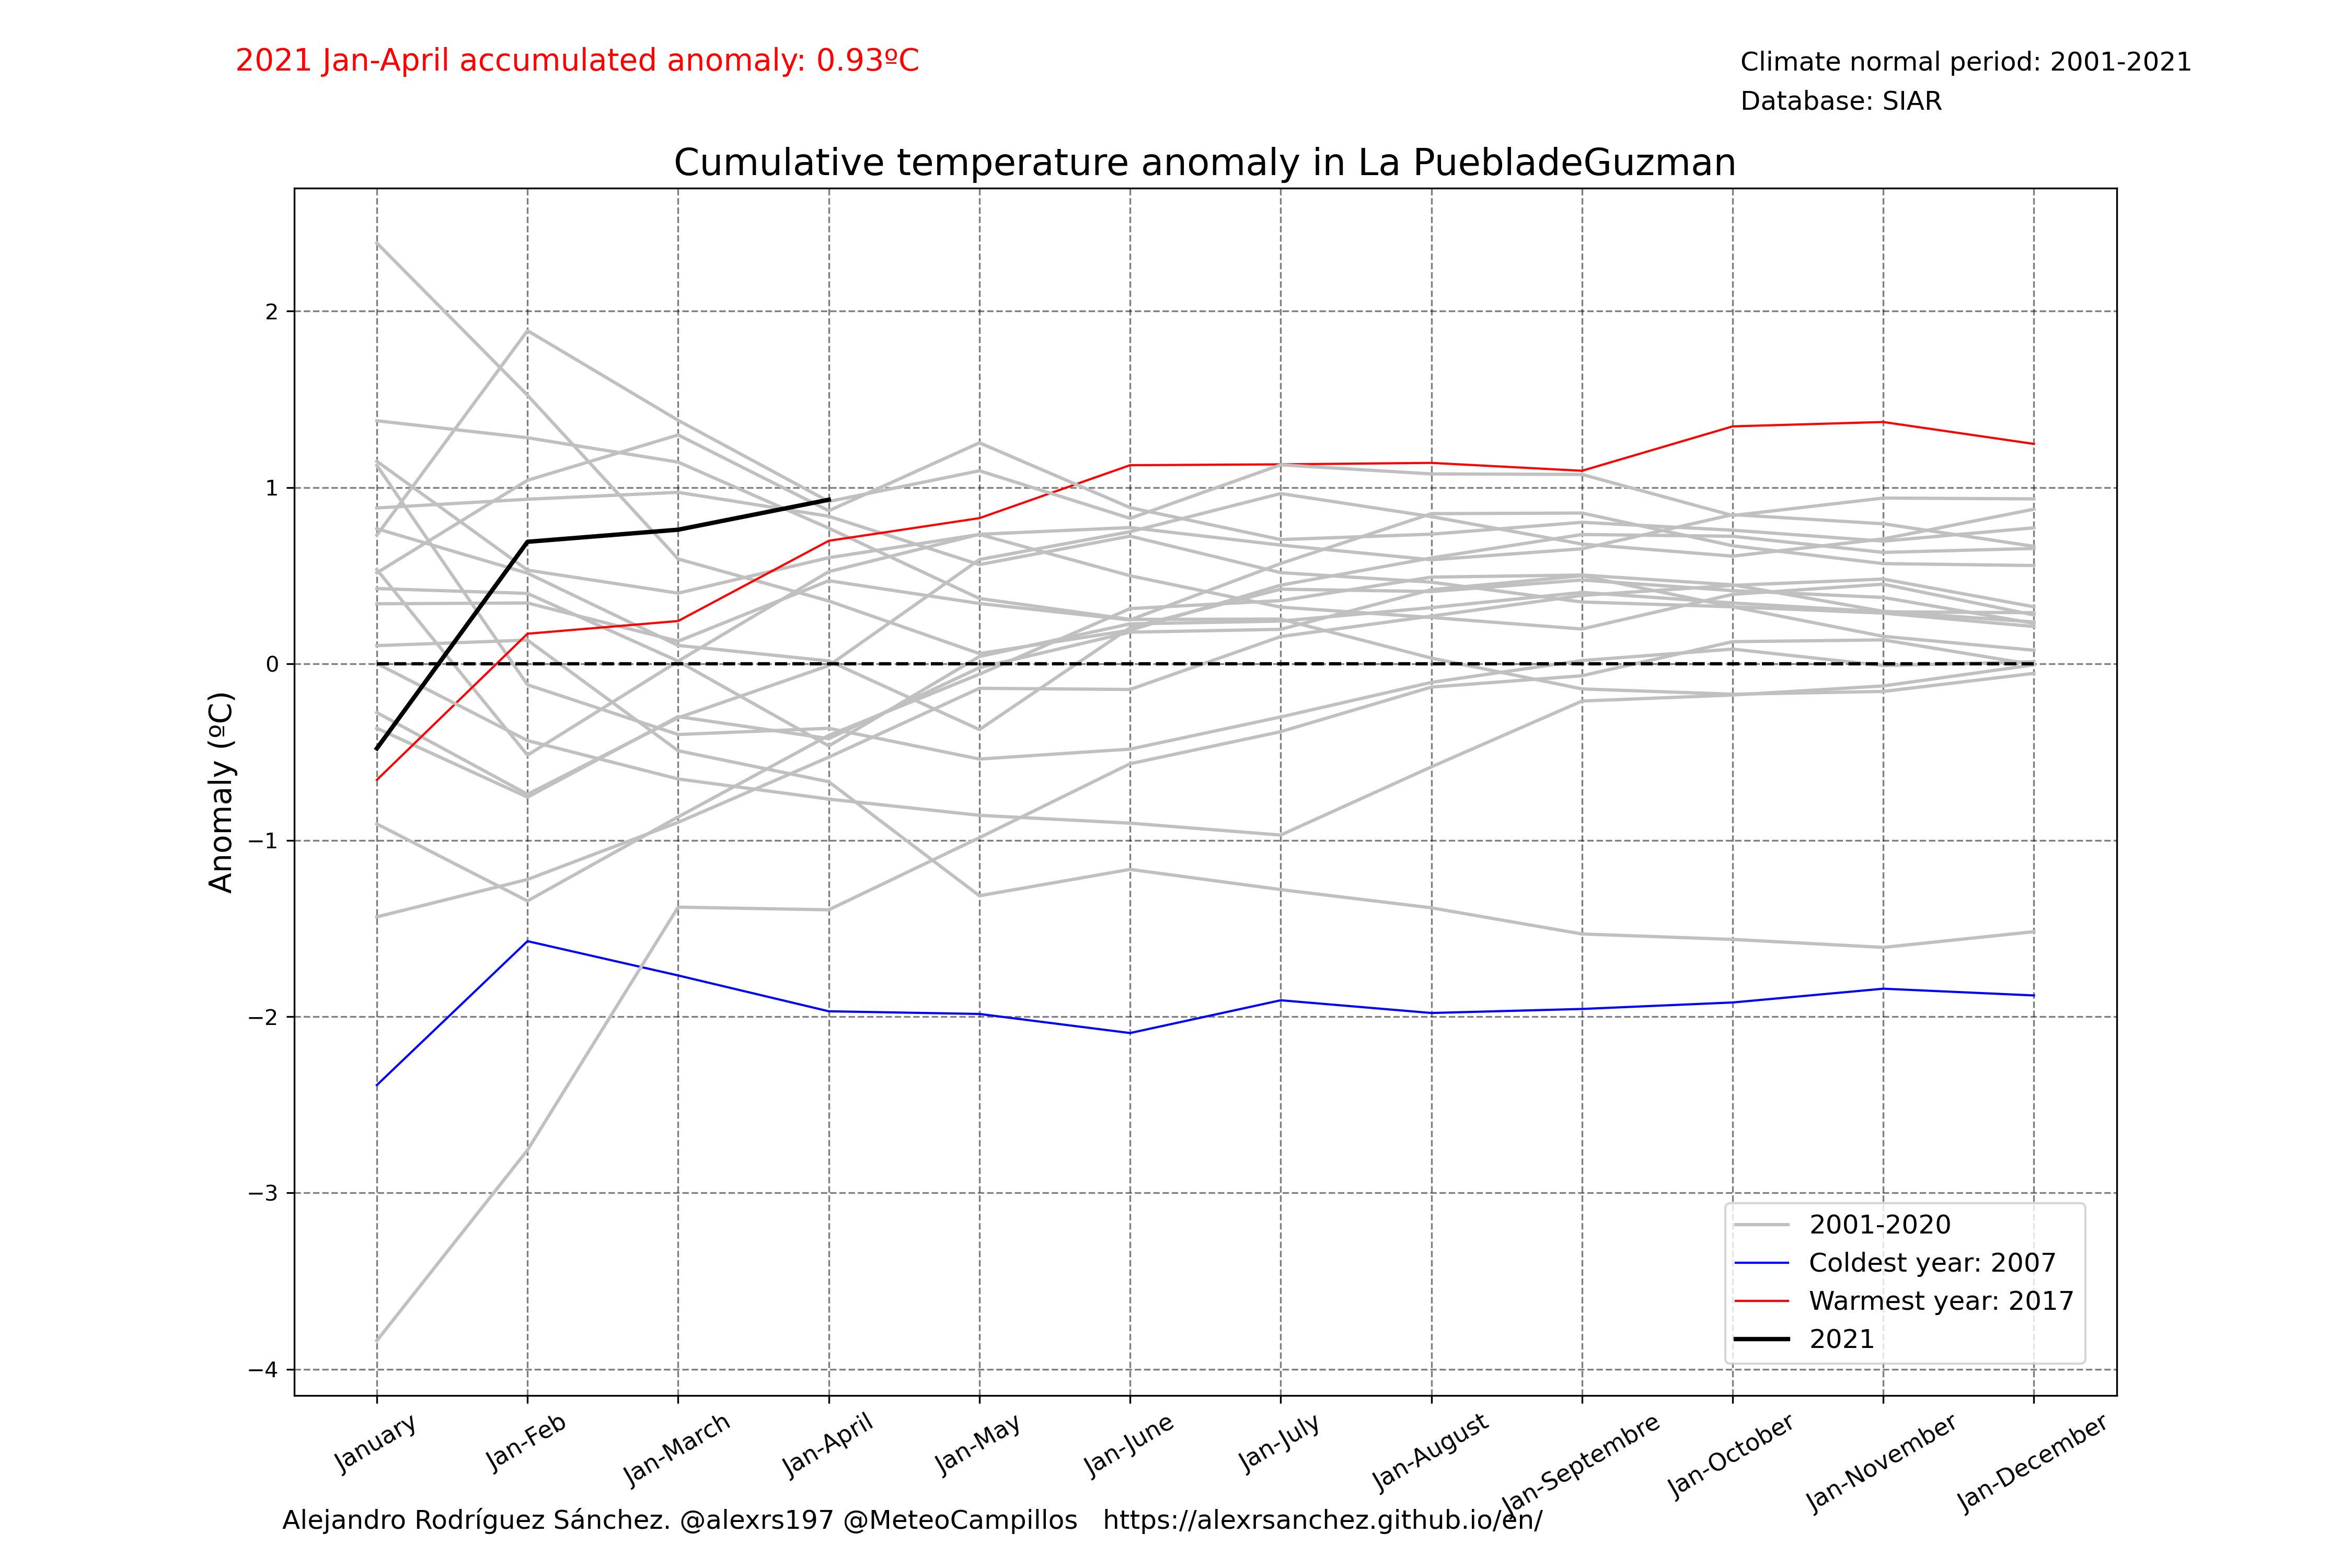 2021 Jan-April accumulated anomaly: 0.93ºC
Climate normal period: 2001-2021
Database: SIAR
Cumulative temperature anomaly in La PuebladeGuzman
Anomaly (ºC)
2
1
0
−1
−2
−3
−4
2001-2020
Coldest year: 2007
Warmest year: 2017
2021
January
Jan-Feb
Jan-March
Jan-April
Jan-May
Jan-June
Jan-July
Jan-August
Jan-Septembre
Jan-October
Jan-November
Jan-December
Alejandro Rodríguez Sánchez. @alexrs197 @MeteoCampillos https://alexrsanchez.github.io/en/